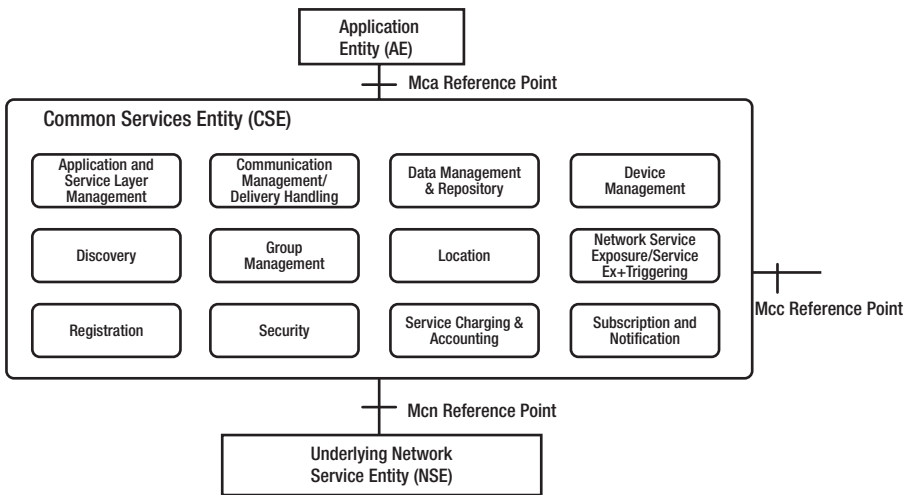 Application
Entity (AE)
Mca Reference Point
Common Services Entity (CSE)
Application and
Service Layer
Management
Communication
Management/
Delivery Handling
Data Management
& Repository
Device
Management
Discovery
Group
Management
Location
Network Service
Exposure/Service
Ex+Triggering
Mcc Reference Point
Registration
Security
Service Charging &
Accounting
Subscription and
Notification
Mcn Reference Point
Underlying Network
Service Entity (NSE)